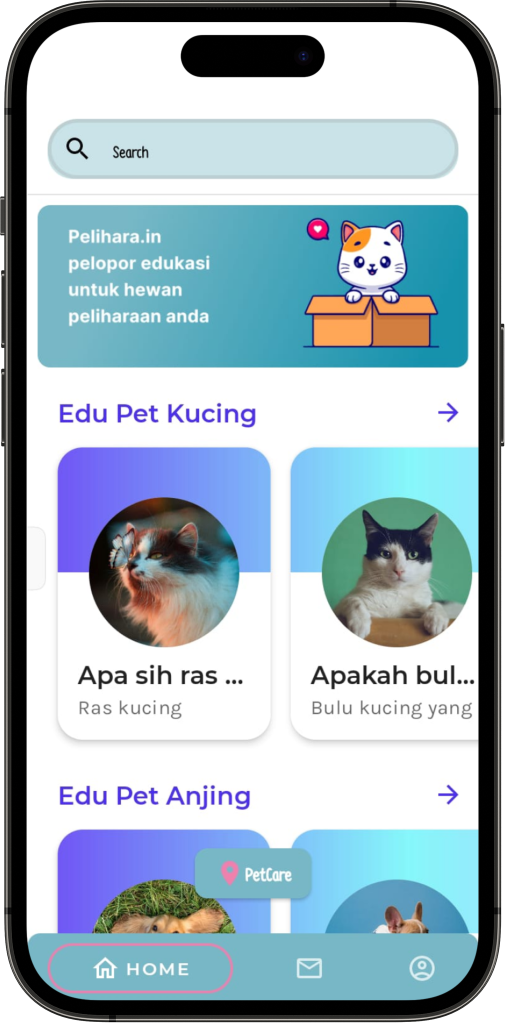 Search
Pelihara.in
pelopor edukasi
untuk hewan
peliharaan anda
Edu Pet Kucing
Apa sih ras ...
Ras kucing
Apakah bul...
Bulu kucing yang
Edu Pet Anjing
PetCare
HOME